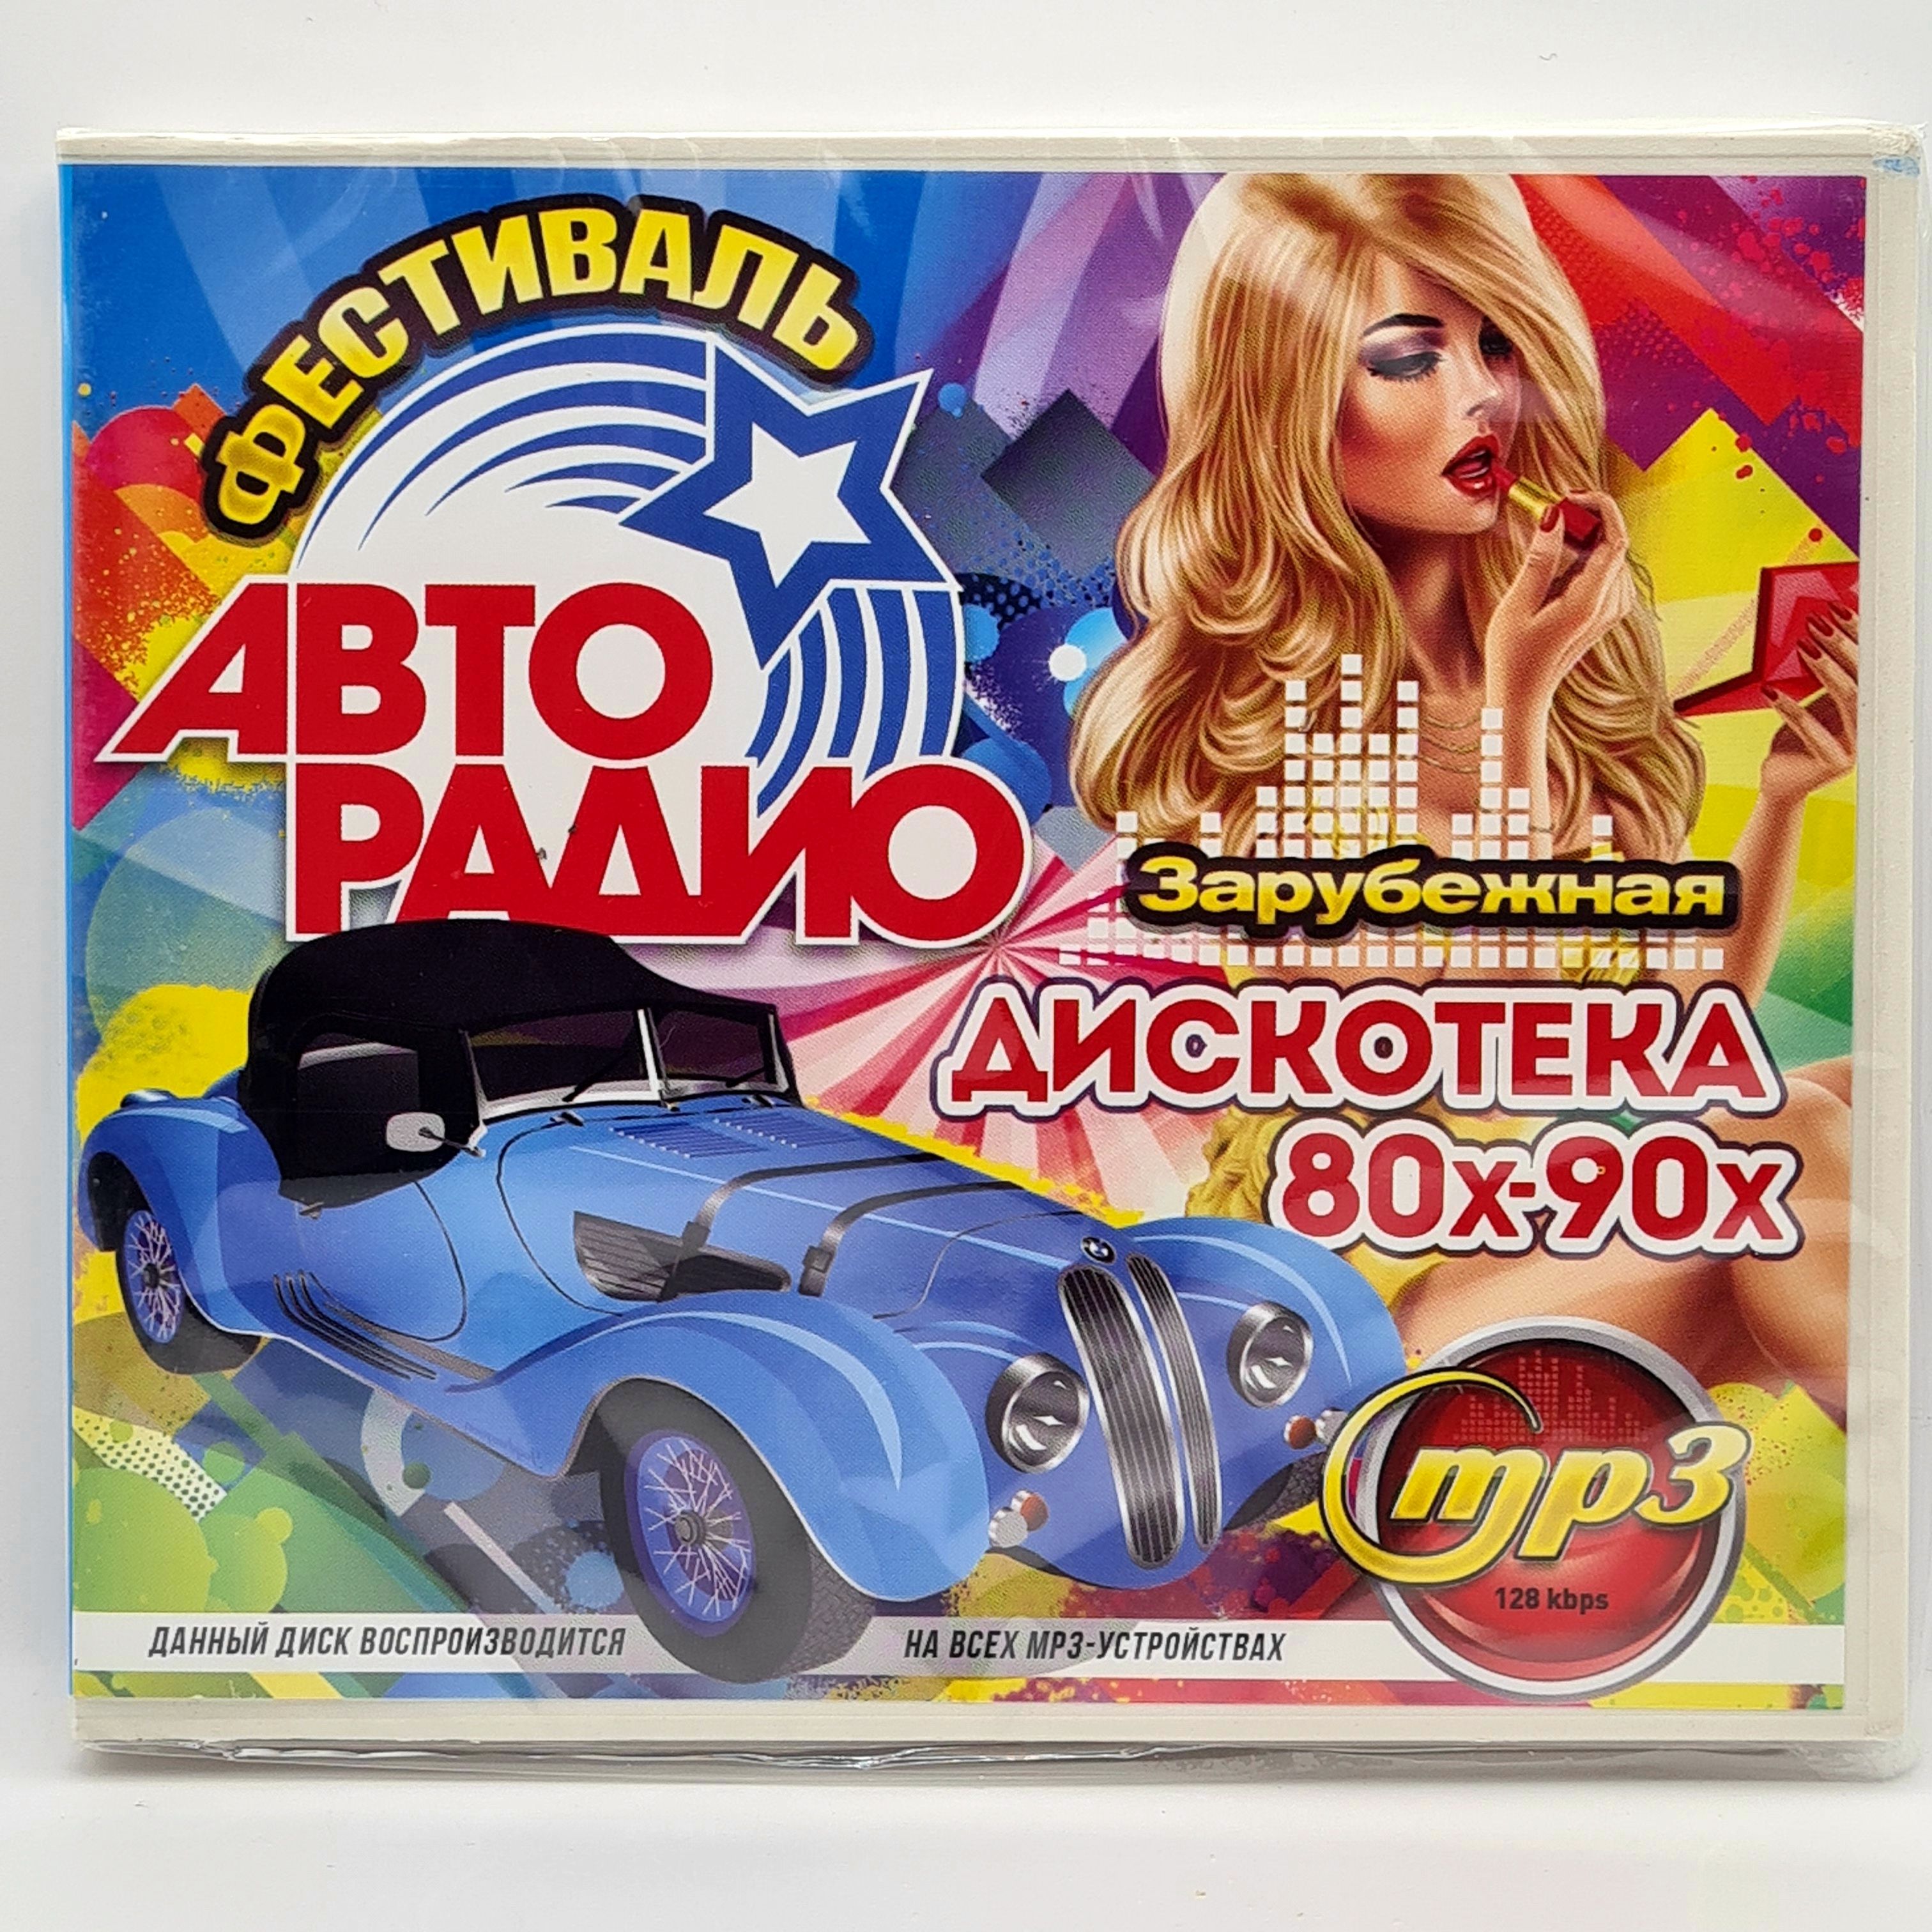 ФЕСТИВАЛЬ
АВТО
РАДИО
Зарубежная
ДИСКОТЕКА
80х-90х
mp3
128 kbps
ДАННЫЙ ДИСК ВОСПРОИЗВОДИТСЯ НА ВСЕХ MP3-УСТРОЙСТВАХ